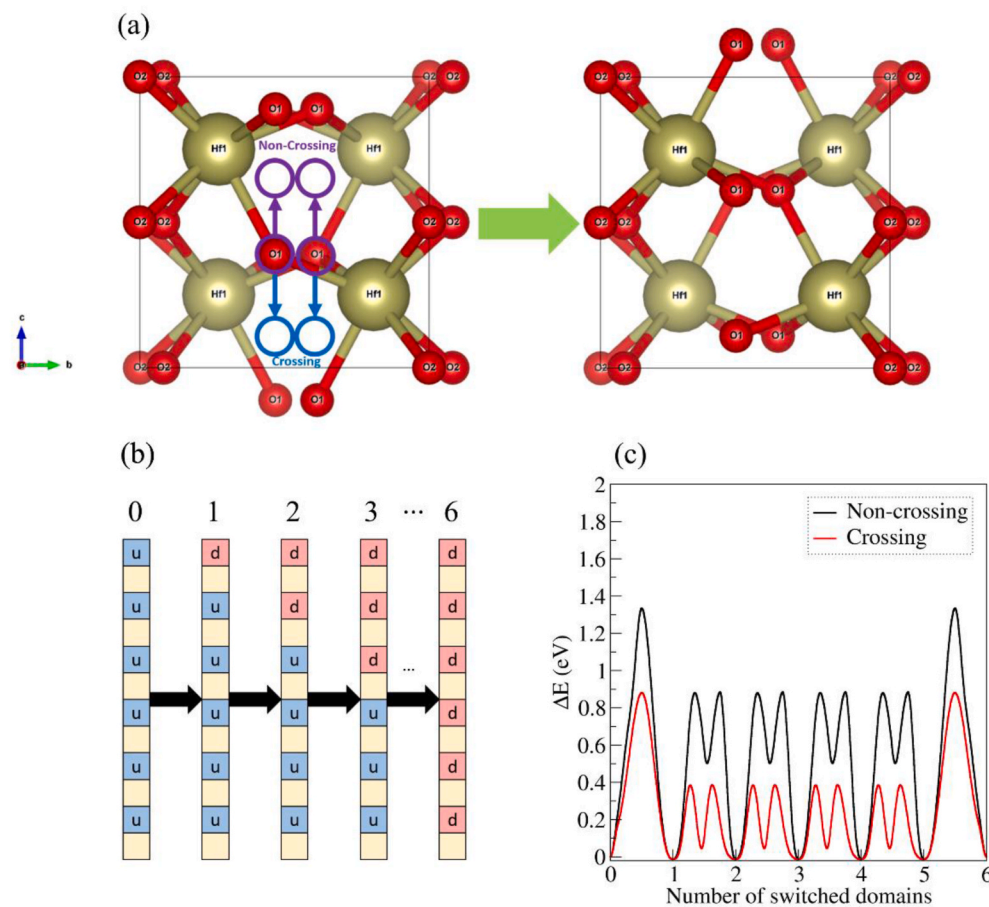 (a)
O1 O1
O2 O2 O2 O2 O2 O2 O2 O2
O1 O1
Hf1 Hf1 Hf1 Hf1
Non-Crossing
O1 O1
O2 O2 O2 O2 O2 O2 O2 O2
O1 O1
Hf1 Hf1 Hf1 Hf1
c
b
O1 O1
Crossing
O2 O2 O2 O2 O2 O2 O2 O2
O1 O1
(b)
0 1 2 3 ... 6
u d d d d
u u d d d
u u u d d
...
u u u u d
u u u u d
u u u u d
(c)
2
1.8
1.6
1.4
1.2
1
0.8
0.6
0.4
0.2
0
ΔE (eV)
Non-crossing
Crossing
0 1 2 3 4 5 6
Number of switched domains